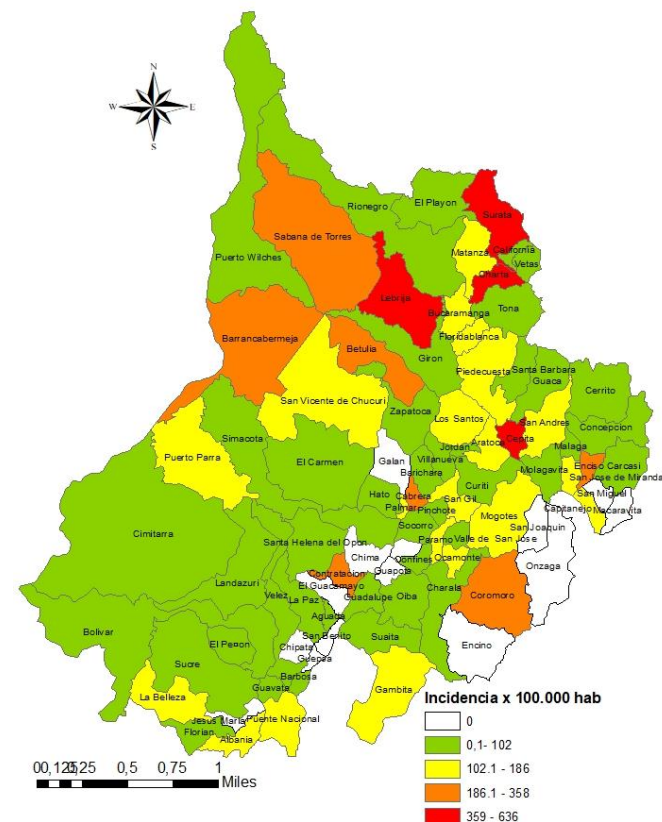 N
W E
S
Rionegro
El Playon
Surata
Sabana de Torres
California
Matanza
Vetas
Puerto Wilches
Charta
Lebrija
Bucaramanga
Tona
Barrancabermeja
Betulia
Floridablanca
Giron
Piedecuesta
Santa Barbara
Guaca
Cerrito
San Vicente de Chucuri
Zapatoca
Los Santos
San Andres
Concepcion
Simacota
Jordan
Aratoca
Cepita
Malaga
Puerto Parra
El Carmen
Galan
Villanueva
Barichara
Molagavita
Enciso Carcasi
San Jose de Miranda
Hato
Cabrera
Curiti
San Gil
San Miguel
Palmar
Pinchote
Mogotes
Capitanejo
Macaravita
Cimitarra
Socorro
San Joaquin
Santa Helena del Opon
Paramo
Valle de San Jose
Chima
Confines
Ocamonte
Onzaga
Landazuri
Contratacion
Guapota
El Guacamayo
Velez
La Paz
Guadalupe
Oiba
Charala
Coromoro
Aguada
Bolivar
San Benito
Suaita
El Penon
Chipata
Encino
Sucre
Guepsa
Barbosa
La Belleza
Guavata
Gambita
Jesus Maria
Puente Nacional
Florian
Albania
Incidencia x 100.000 hab
0
0,1- 102
102.1 - 186
186.1 - 358
359 - 636
0,5 0,75 1
Miles